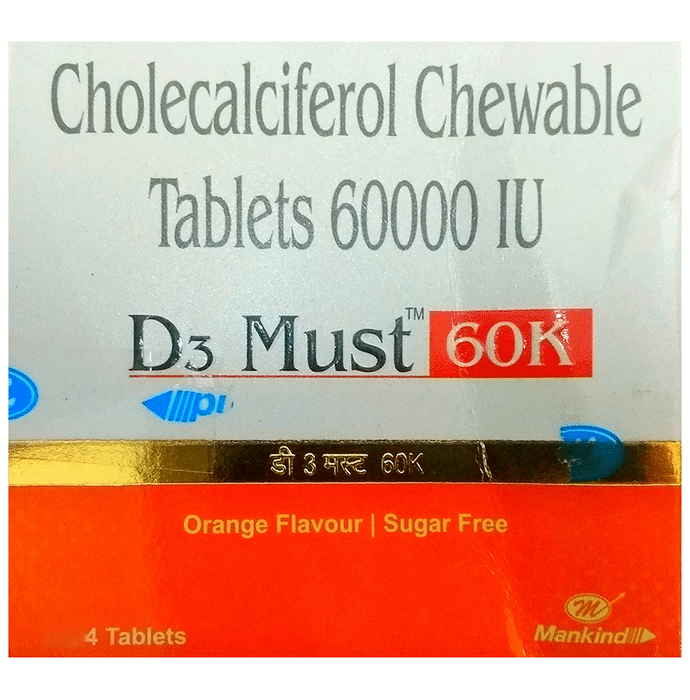 Cholecalciferol Chewable
Tablets 60000 IU
D3 Must™ 60K
डी 3 मस्ट 60K
Orange Flavour | Sugar Free
4 Tablets
m
Mankind